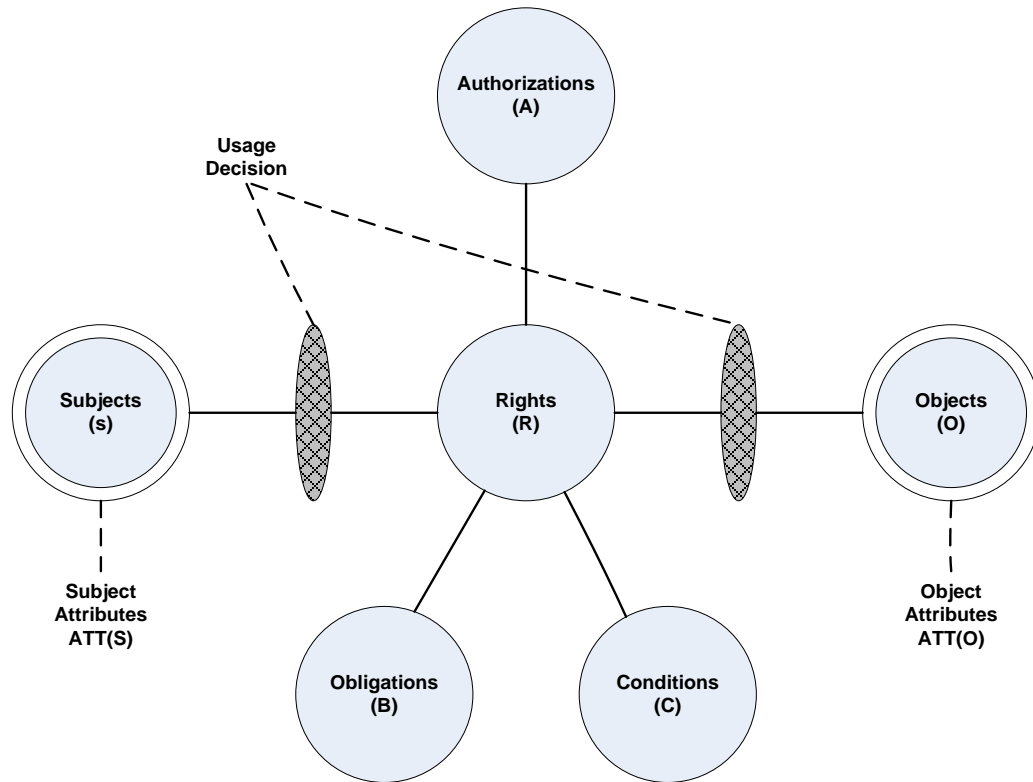 Authorizations
(A)
Usage
Decision
Subjects
(s)
Rights
(R)
Objects
(O)
Subject
Attributes
ATT(S)
Object
Attributes
ATT(O)
Obligations
(B)
Conditions
(C)